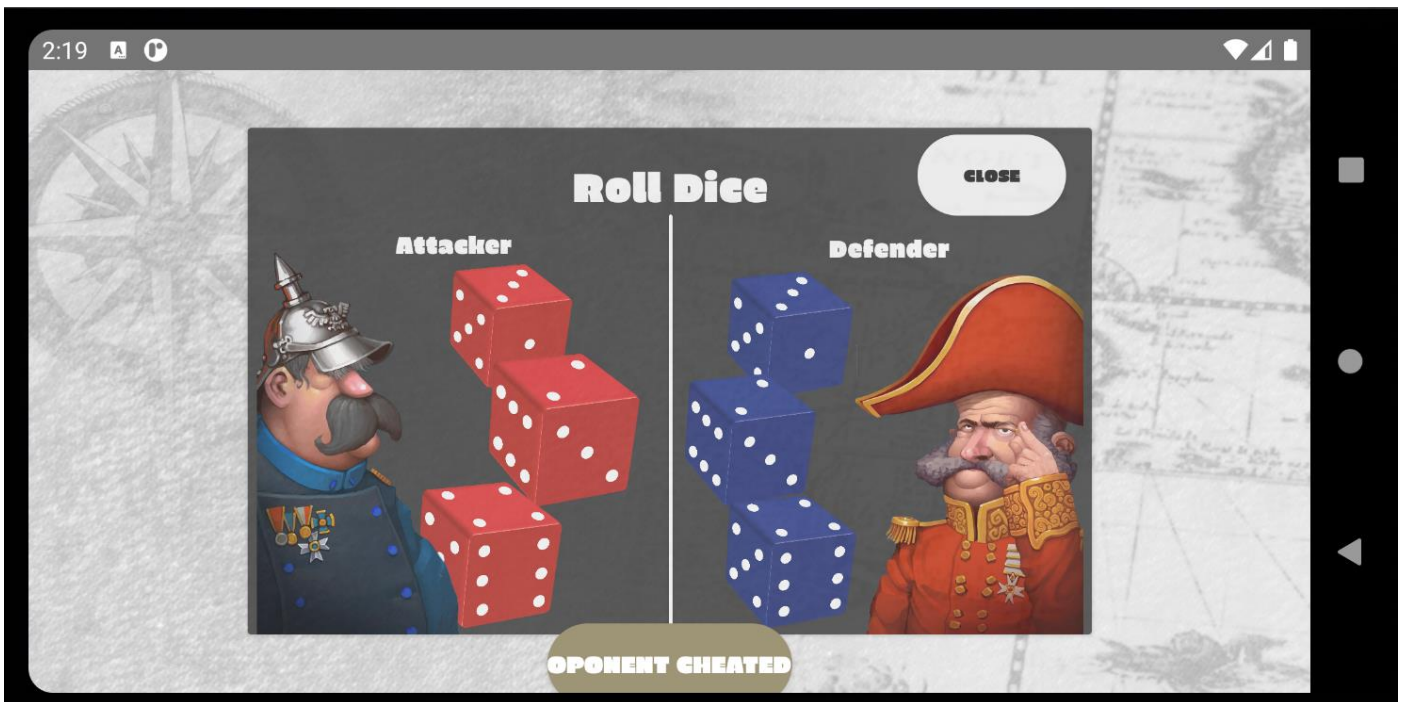 2:19
A
CLOSE
Roll Dice
Attacker
Defender
OPONENT CHEATED